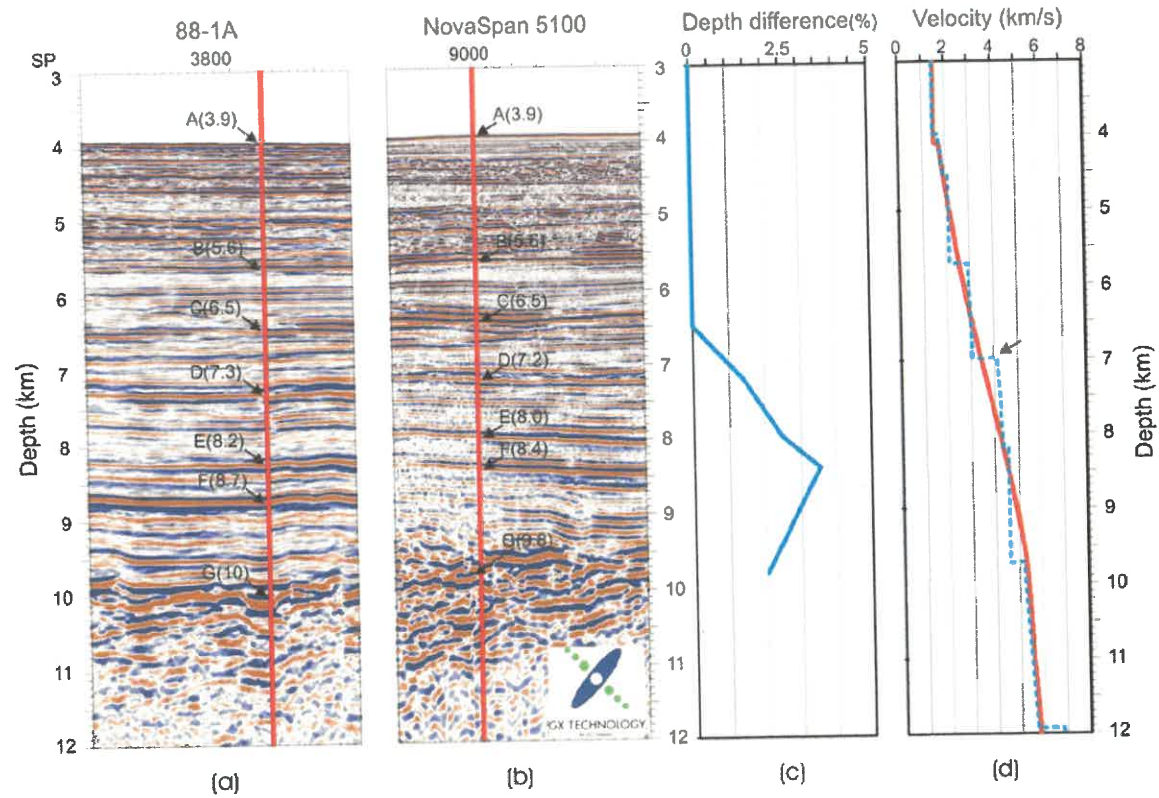 88-1A
SP 3800
3
4
5
6
7
8
9
10
11
12
Depth (km)
A(3.9)
B(5.6)
C(6.5)
D(7.3)
E(8.2)
F(8.7)
G(10)
(a)
NovaSpan 5100
9000
A(3.9)
B(5.6)
C(6.5)
D(7.2)
E(8.0)
F(8.4)
G(9.8)
GX TECHNOLOGY
(b)
Depth difference(%)
0 2.5 5
3
4
5
6
7
8
9
10
11
12
(c)
Velocity (km/s)
0 2 4 6 8
4
5
6
7
8
9
10
11
12
Depth (km)
(d)